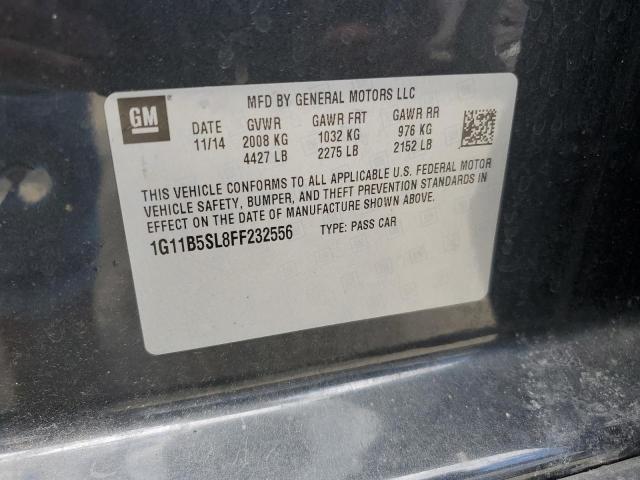 GM
MFD BY GENERAL MOTORS LLC
DATE GVWR GAWR FRT GAWR RR
11/14 2008 KG 1032 KG 976 KG
4427 LB 2275 LB 2152 LB
THIS VEHICLE CONFORMS TO ALL APPLICABLE U.S. FEDERAL MOTOR
VEHICLE SAFETY, BUMPER, AND THEFT PREVENTION STANDARDS IN
EFFECT ON THE DATE OF MANUFACTURE SHOWN ABOVE.
1G11B5SL8FF232556 TYPE: PASS CAR